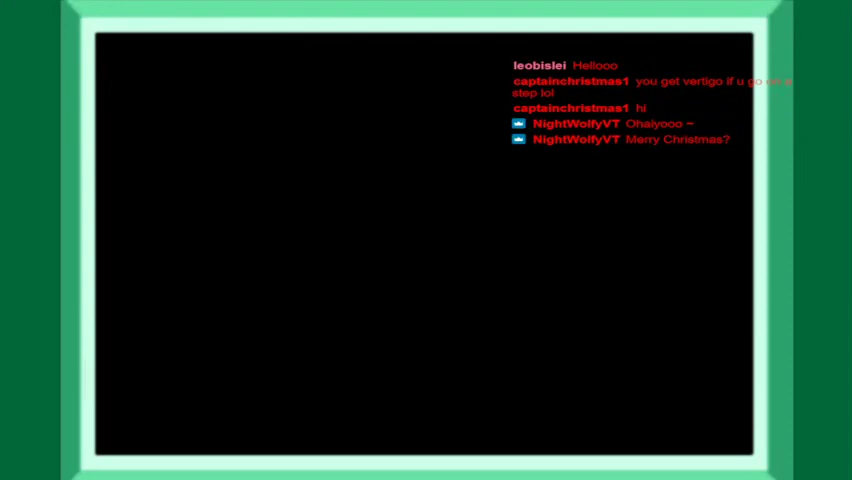 leobislei Hellooo
captainchristmas1 you get vertigo if u go on a
step lol
captainchristmas1 hi
NightWolfyVT Ohaiyooo ~
NightWolfyVT Merry Christmas?